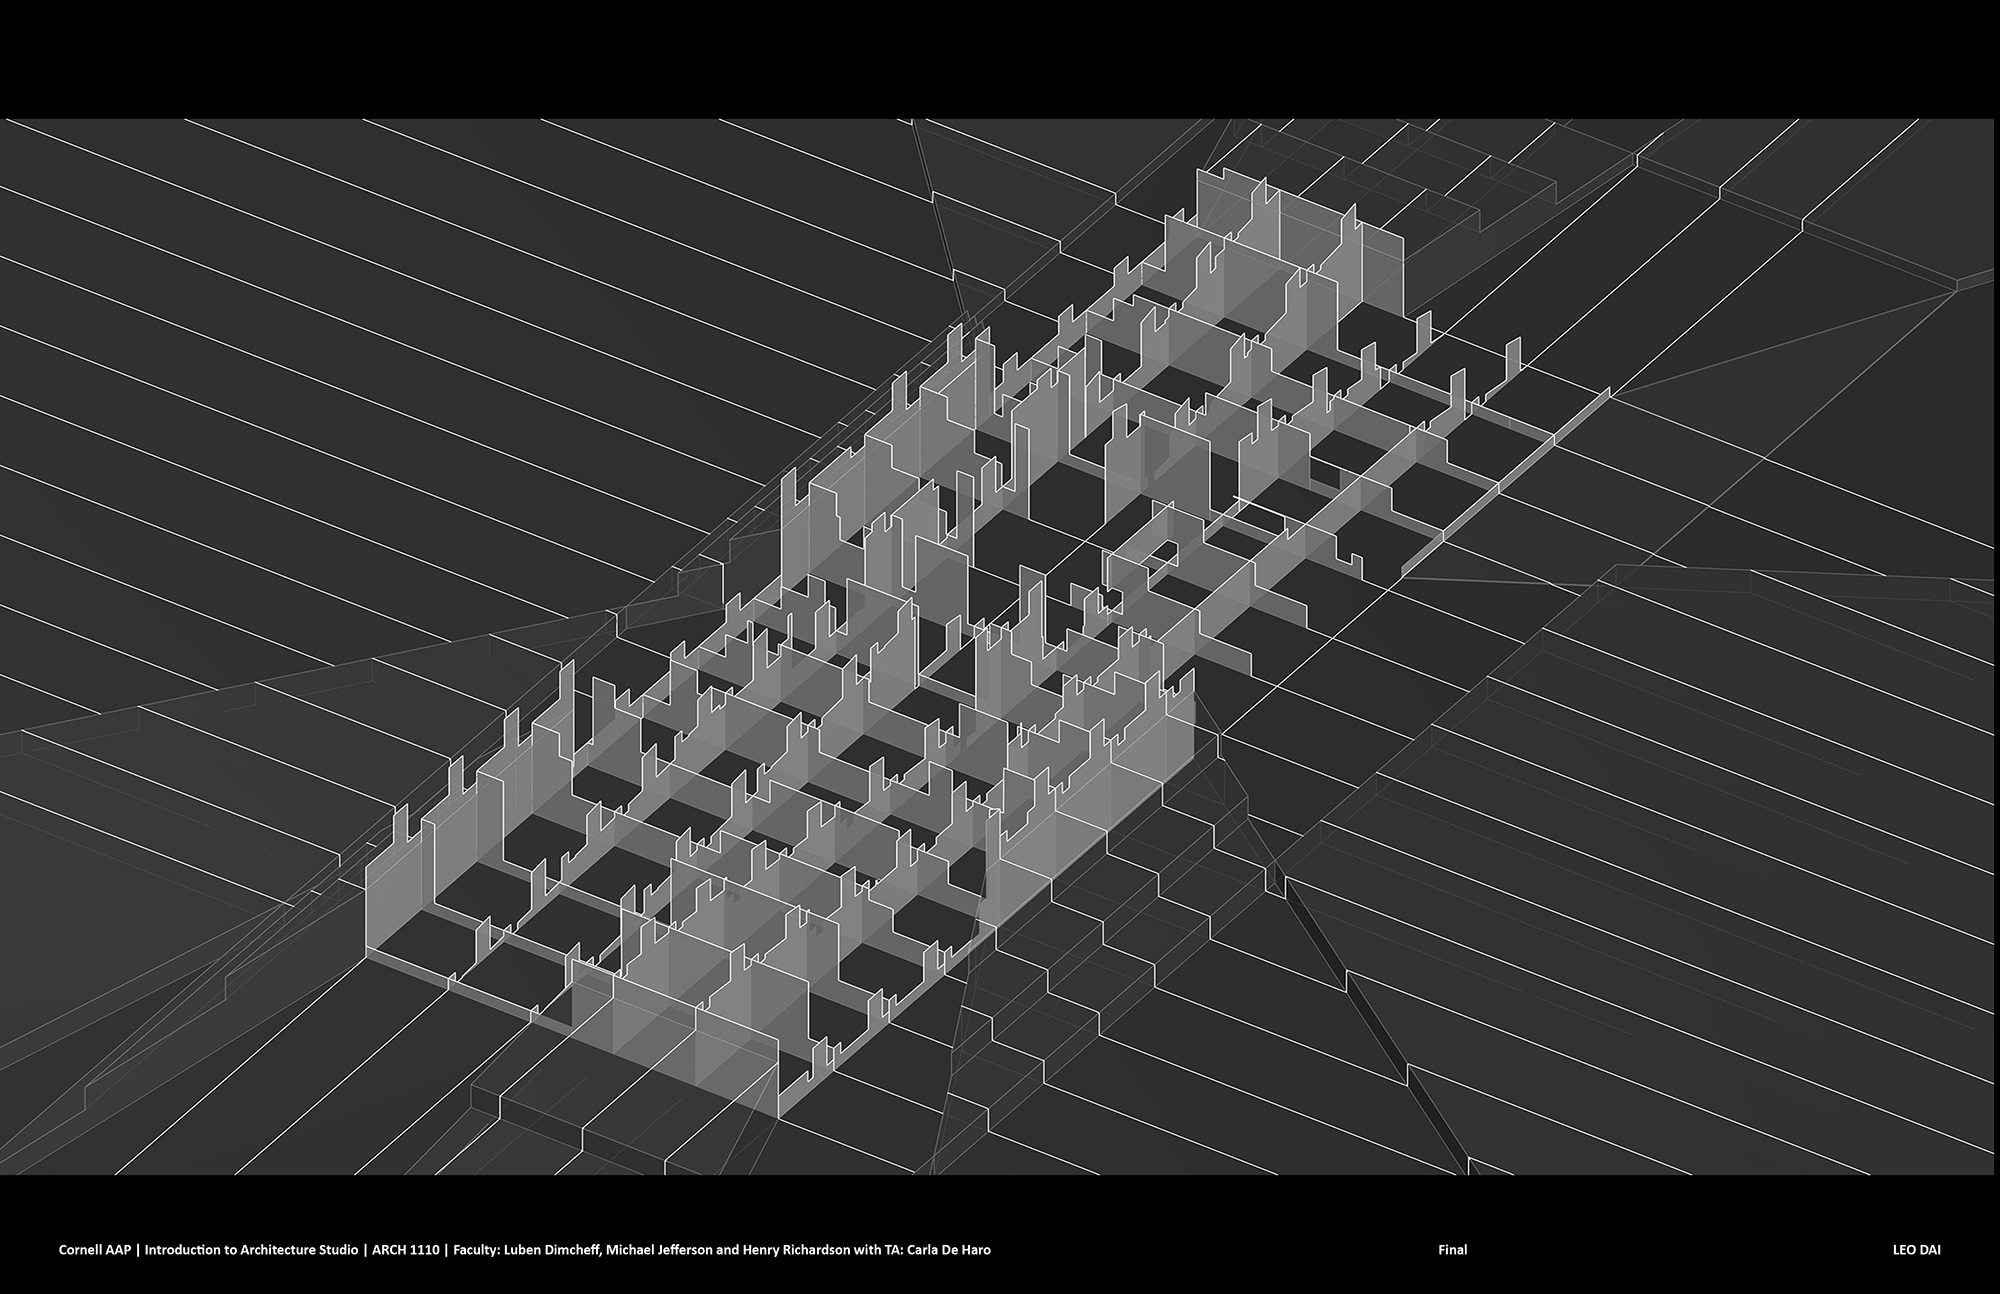 Cornell AAP | Introduction to Architecture Studio | ARCH 1110 | Faculty: Luben Dimcheff, Michael Jefferson and Henry Richardson with TA: Carla De Haro
Final
LEO DAI